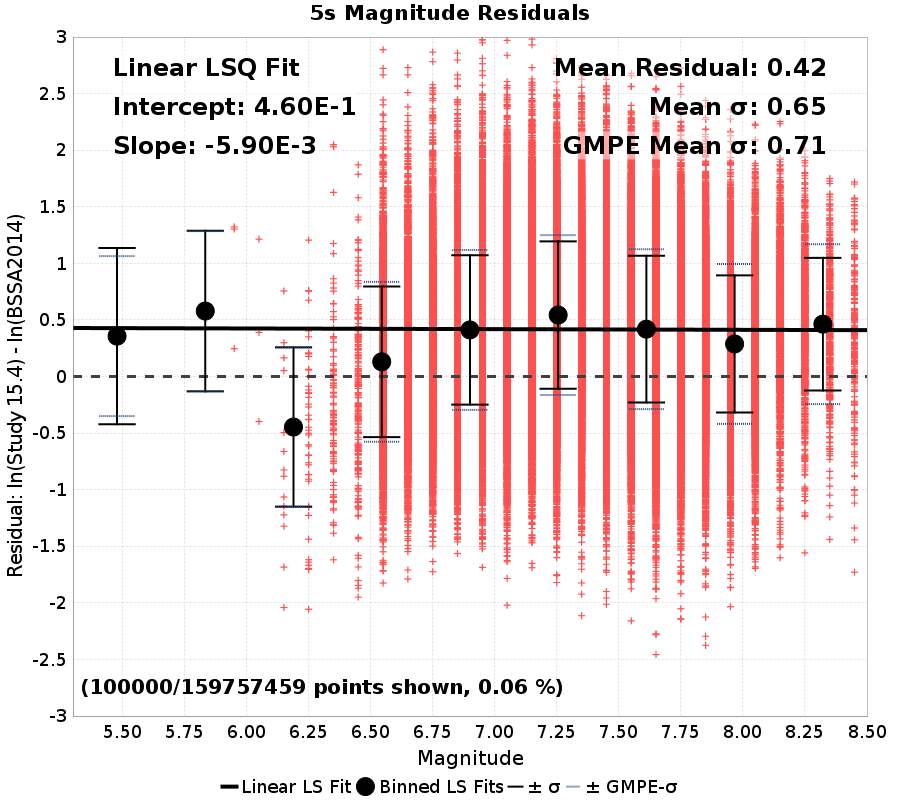 5s Magnitude Residuals
Linear LSQ Fit
Intercept: 4.60E-1
Slope: -5.90E-3
Mean Residual: 0.42
Mean σ: 0.65
GMPE Mean σ: 0.71
Residual: ln(Study 15.4) - ln(BSSA2014)
3
2.5
2
1.5
1
0.5
0
-0.5
-1
-1.5
-2
-2.5
-3
(100000/159757459 points shown, 0.06 %)
5.50 5.75 6.00 6.25 6.50 6.75 7.00 7.25 7.50 7.75 8.00 8.25 8.50
Magnitude
Linear LS Fit Binned LS Fits ± σ ± GMPE-σ